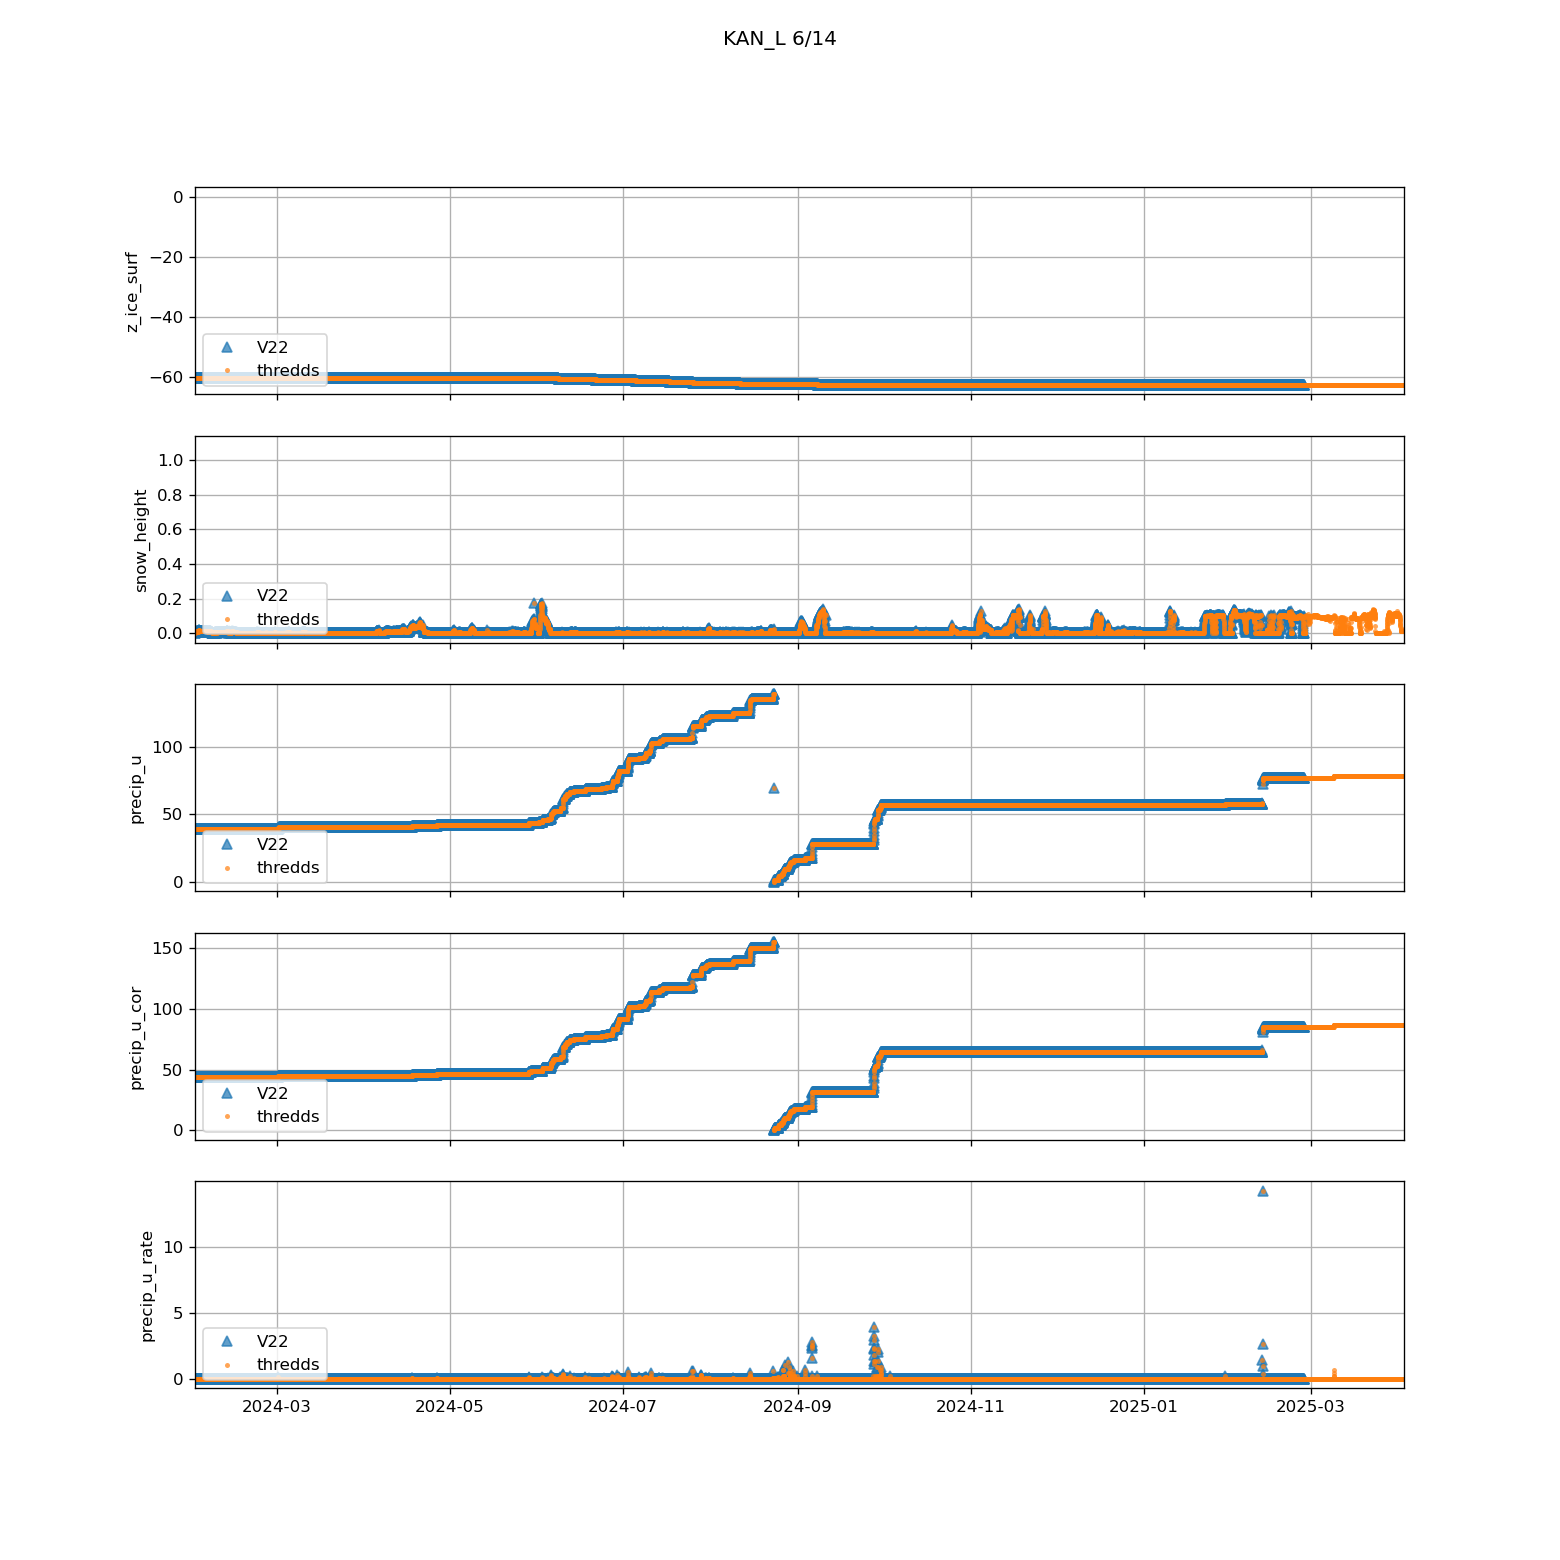 KAN_L 6/14
z_ice_surf
0
−20
−40
−60
V22
thredds
snow_height
1.0
0.8
0.6
0.4
0.2
0.0
V22
thredds
precip_u
100
50
0
V22
thredds
precip_u_cor
150
100
50
0
V22
thredds
precip_u_rate
10
5
0
V22
thredds
2024-03 2024-05 2024-07 2024-09 2024-11 2025-01 2025-03